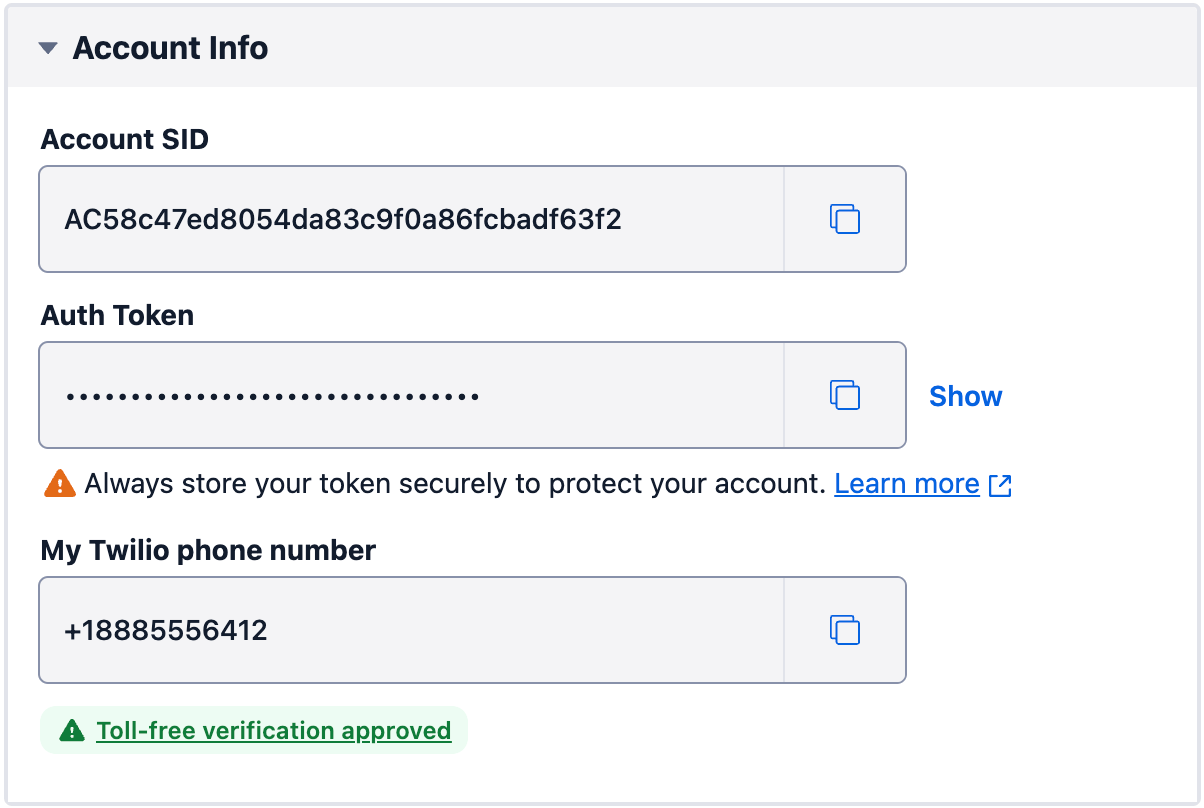 Account Info
Account SID
AC58c47ed8054da83c9f0a86fcbadf63f2
Auth Token
••••••••••••••••••••••••••••••••
Show
Always store your token securely to protect your account. Learn more
My Twilio phone number
+18885556412
Toll-free verification approved